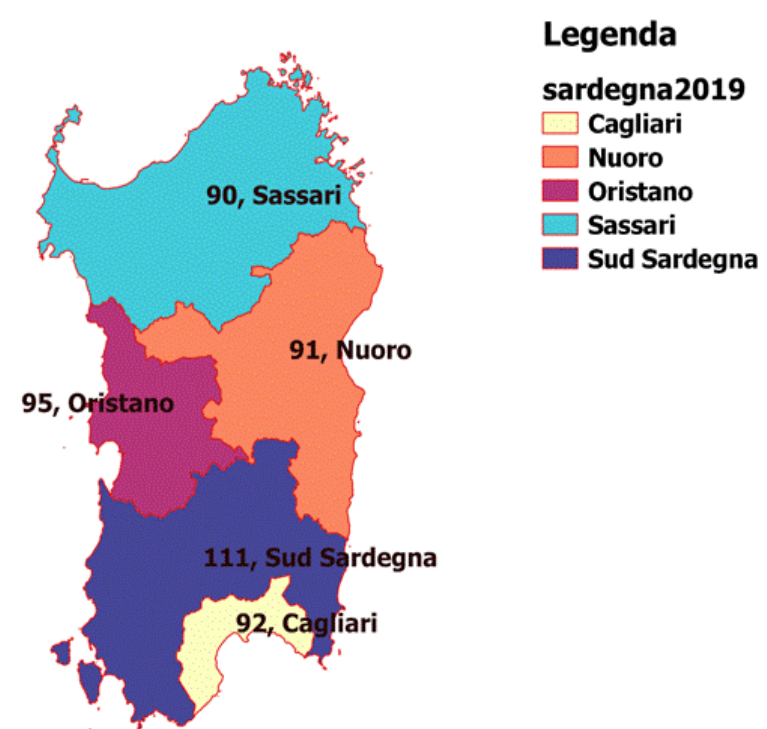 Legenda
sardegna2019
Cagliari
Nuoro
Oristano
Sassari
Sud Sardegna
90, Sassari
91, Nuoro
95, Oristano
111, Sud Sardegna
92, Cagliari